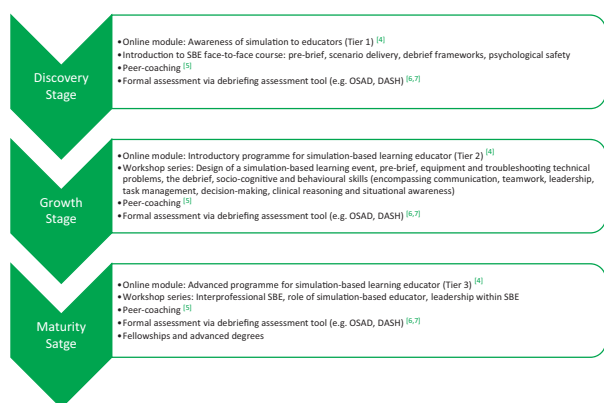 Discovery
Stage
•Online module: Awareness of simulation to educators (Tier 1) [4]
•Introduction to SBE face-to-face course: pre-brief, scenario delivery, debrief frameworks, psychological safety
•Peer-coaching [5]
•Formal assessment via debriefing assessment tool (e.g. OSAD, DASH) [6,7]
Growth
Stage
•Online module: Introductory programme for simulation-based learning educator (Tier 2) [4]
•Workshop series: Design of a simulation-based learning event, pre-brief, equipment and troubleshooting technical
problems, the debrief, socio-cognitive and behavioural skills (encompassing communication, teamwork, leadership,
task management, decision-making, clinical reasoning and situational awareness)
•Peer-coaching [5]
•Formal assessment via debriefing assessment tool (e.g. OSAD, DASH) [6,7]
Maturity
Satge
•Online module: Advanced programme for simulation-based learning educator (Tier 3) [4]
•Workshop series: Interprofessional SBE, role of simulation-based educator, leadership within SBE
•Peer-coaching [5]
•Formal assessment via debriefing assessment tool (e.g. OSAD, DASH) [6,7]
•Fellowships and advanced degrees